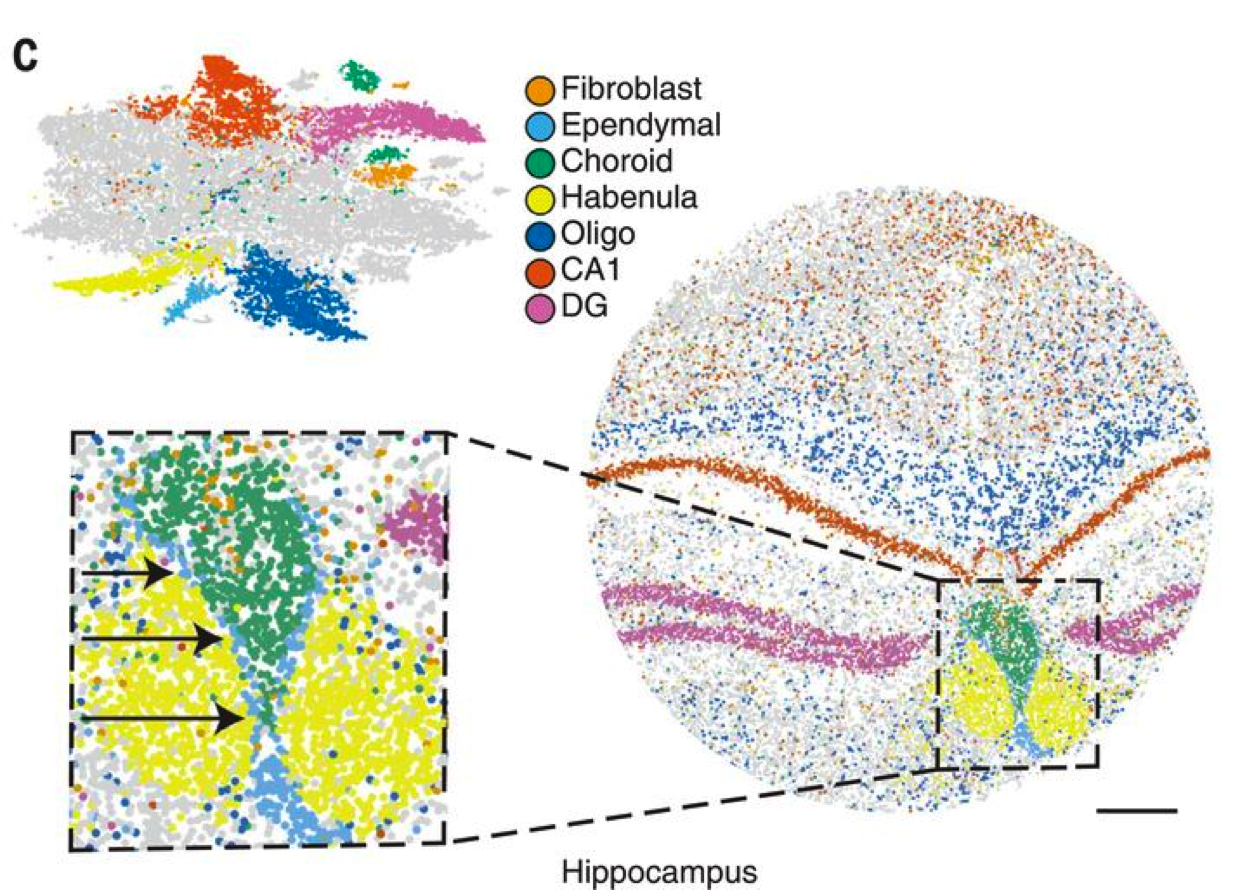 C
Fibroblast
Ependymal
Choroid
Habenula
Oligo
CA1
DG
Hippocampus